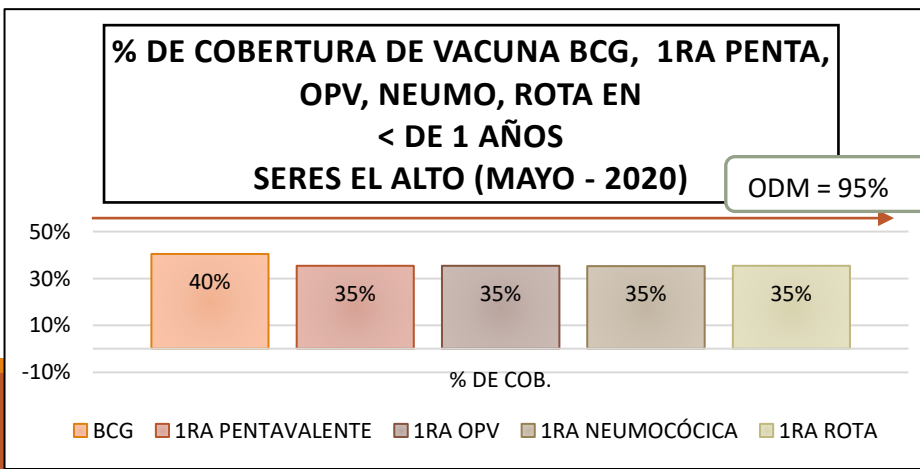 % DE COBERTURA DE VACUNA BCG, 1RA PENTA,
OPV, NEUMO, ROTA EN
< DE 1 AÑOS
SERES EL ALTO (MAYO - 2020)
ODM = 95%
50%
30%
10%
-10%
40%
35%
35%
35%
35%
% DE COB.
BCG
1RA PENTAVALENTE
1RA OPV
1RA NEUMOCÓCICA
1RA ROTA